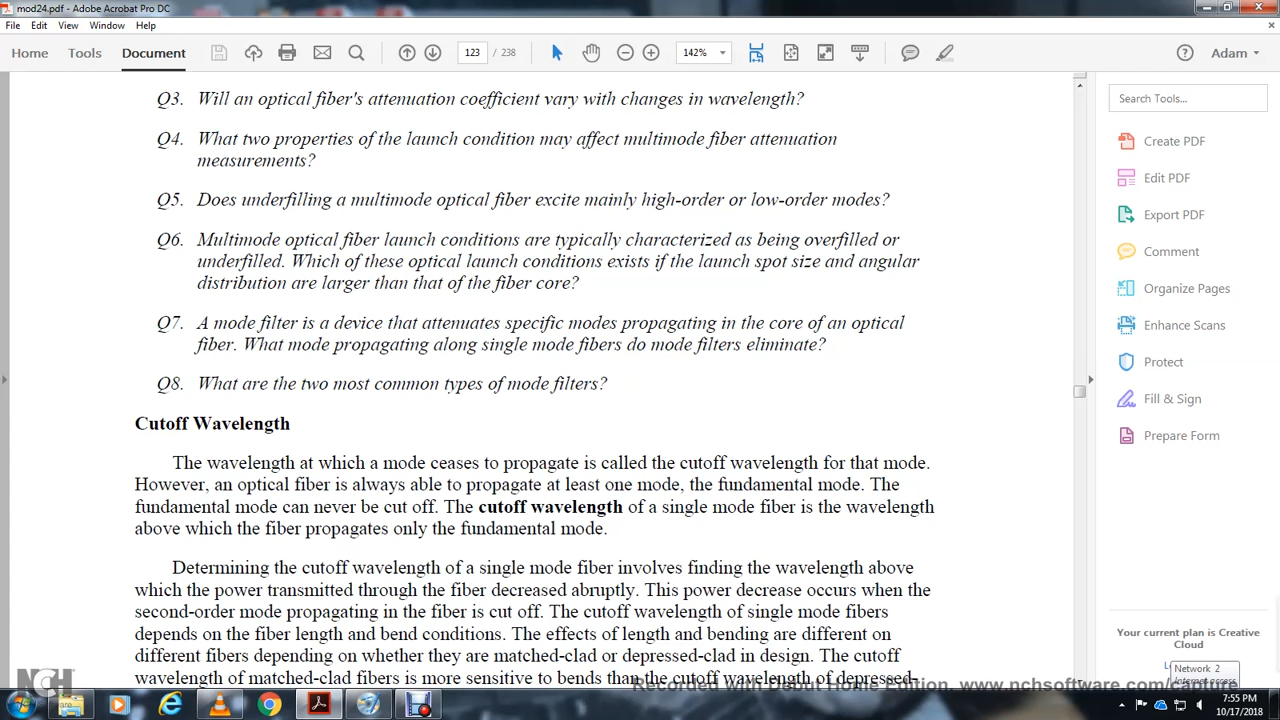 mod24.pdf - Adobe Acrobat Pro DC
File Edit View Window Help
Home Tools Document 123 / 238 142% Adam
Q3. Will an optical fiber's attenuation coefficient vary with changes in wavelength?
Q4. What two properties of the launch condition may affect multimode fiber attenuation
measurements?
Q5. Does underfilling a multimode optical fiber excite mainly high-order or low-order modes?
Q6. Multimode optical fiber launch conditions are typically characterized as being overfilled or
underfilled. Which of these optical launch conditions exists if the launch spot size and angular
distribution are larger than that of the fiber core?
Q7. A mode filter is a device that attenuates specific modes propagating in the core of an optical
fiber. What mode propagating along single mode fibers do mode filters eliminate?
Q8. What are the two most common types of mode filters?
Cutoff Wavelength
The wavelength at which a mode ceases to propagate is called the cutoff wavelength for that mode.
However, an optical fiber is always able to propagate at least one mode, the fundamental mode. The
fundamental mode can never be cut off. The cutoff wavelength of a single mode fiber is the wavelength
above which the fiber propagates only the fundamental mode.
Determining the cutoff wavelength of a single mode fiber involves finding the wavelength above
which the power transmitted through the fiber decreased abruptly. This power decrease occurs when the
second-order mode propagating in the fiber is cut off. The cutoff wavelength of single mode fibers
depends on the fiber length and bend conditions. The effects of length and bending are different on
different fibers depending on whether they are matched-clad or depressed-clad in design. The cutoff
wavelength of matched-clad fibers is more sensitive to bends than the cutoff wavelength of depressed-
Search Tools...
Create PDF
Edit PDF
Export PDF
Comment
Organize Pages
Enhance Scans
Protect
Fill & Sign
Prepare Form
Your current plan is Creative
Cloud
Network 2
Internet access
NCH
Recorded with Debut Home Edition. www.nchsoftware.com/capture
7:55 PM
10/17/2018